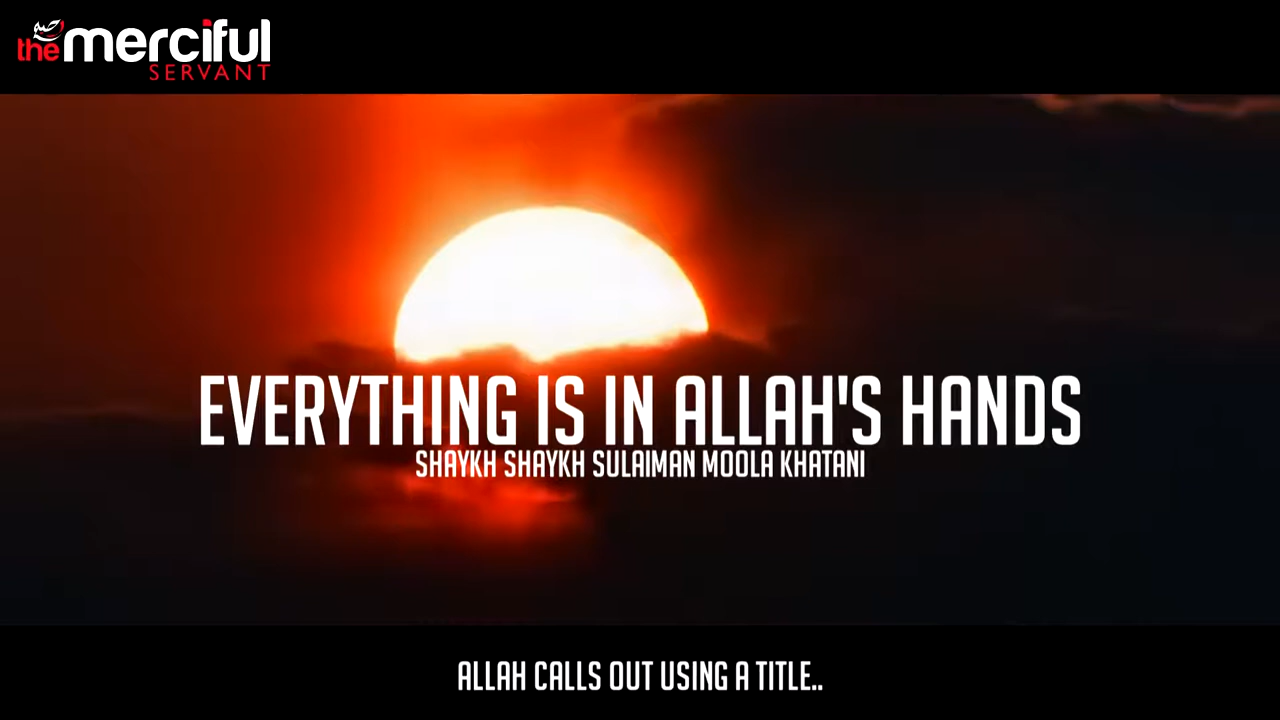 the merciful
SERVANT
EVERYTHING IS IN ALLAH'S HANDS
SHAYKH SHAYKH SULAIMAN MOOLA KHATANI
ALLAH CALLS OUT USING A TITLE..